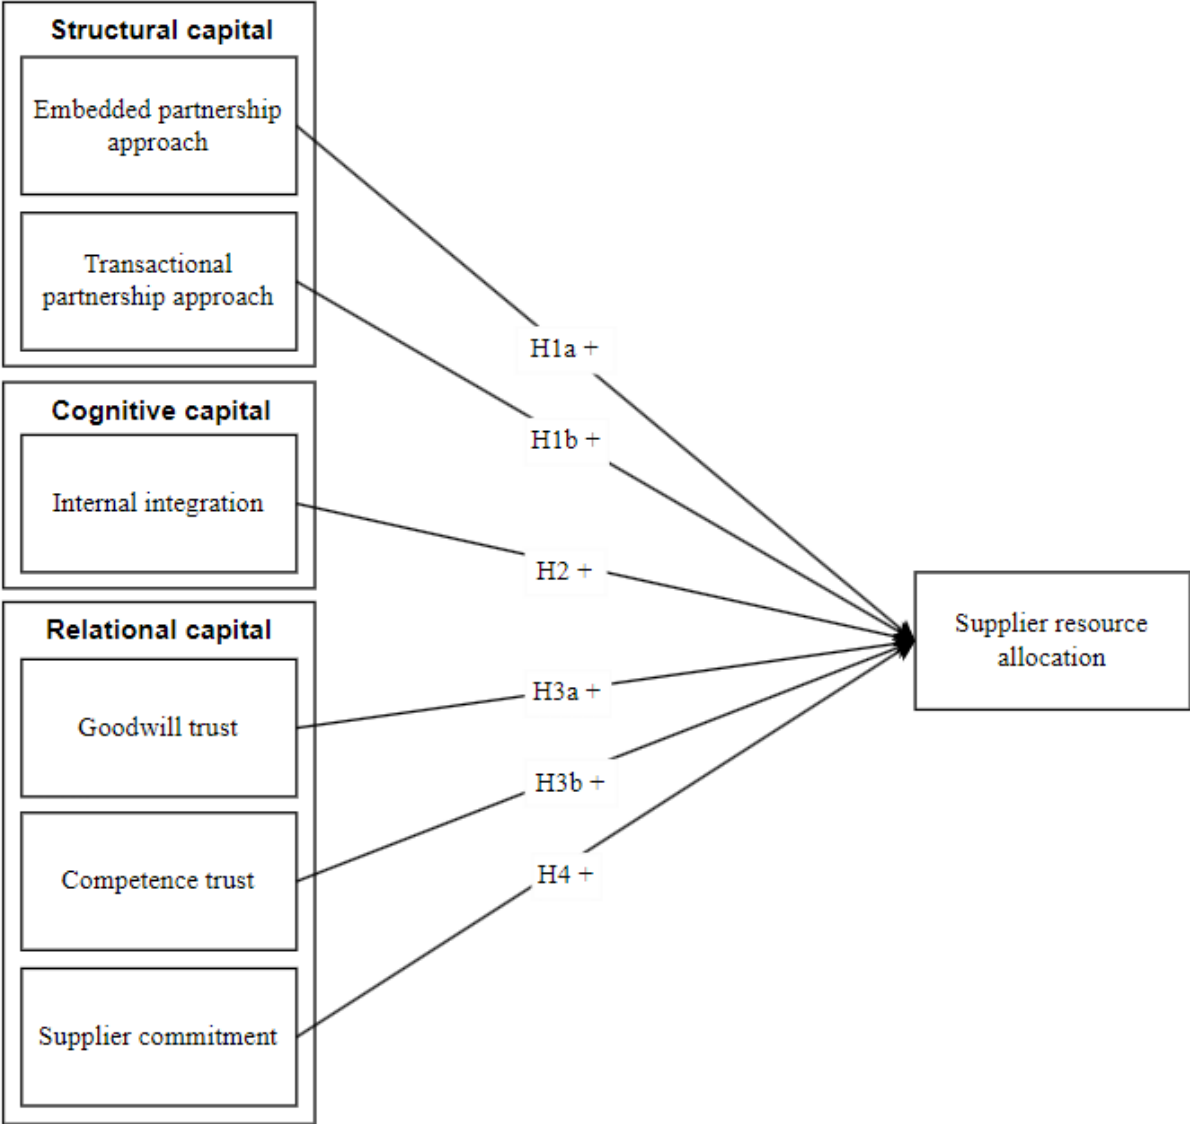 Structural capital
Embedded partnership
approach
Transactional
partnership approach
H1a +
H1b +
Cognitive capital
Internal integration
H2 +
Supplier resource
allocation
Relational capital
Goodwill trust
H3a +
H3b +
Competence trust
H4 +
Supplier commitment